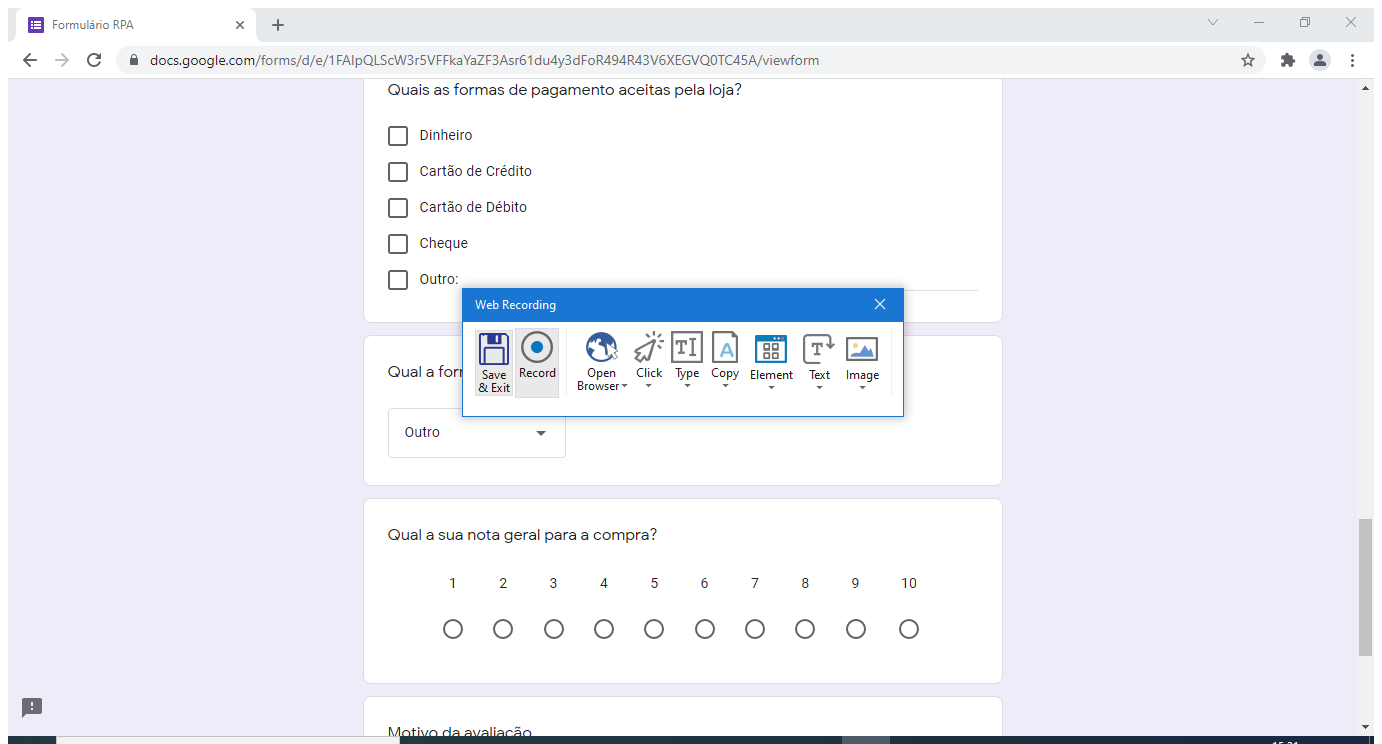 Formulário RPA
docs.google.com/forms/d/e/1FAIpQLScW3r5VFFkaYaZF3Asr61du4y3dFoR494R43V6XEGVQ0TC45A/viewform
Quais as formas de pagamento aceitas pela loja?
Dinheiro
Cartão de Crédito
Cartão de Débito
Cheque
Outro:
Web Recording
Save & Exit
Record
Open Browser
Click
Type
Copy
Element
Text
Image
Qual a for
Outro
Qual a sua nota geral para a compra?
1 2 3 4 5 6 7 8 9 10
Motivo da avaliação